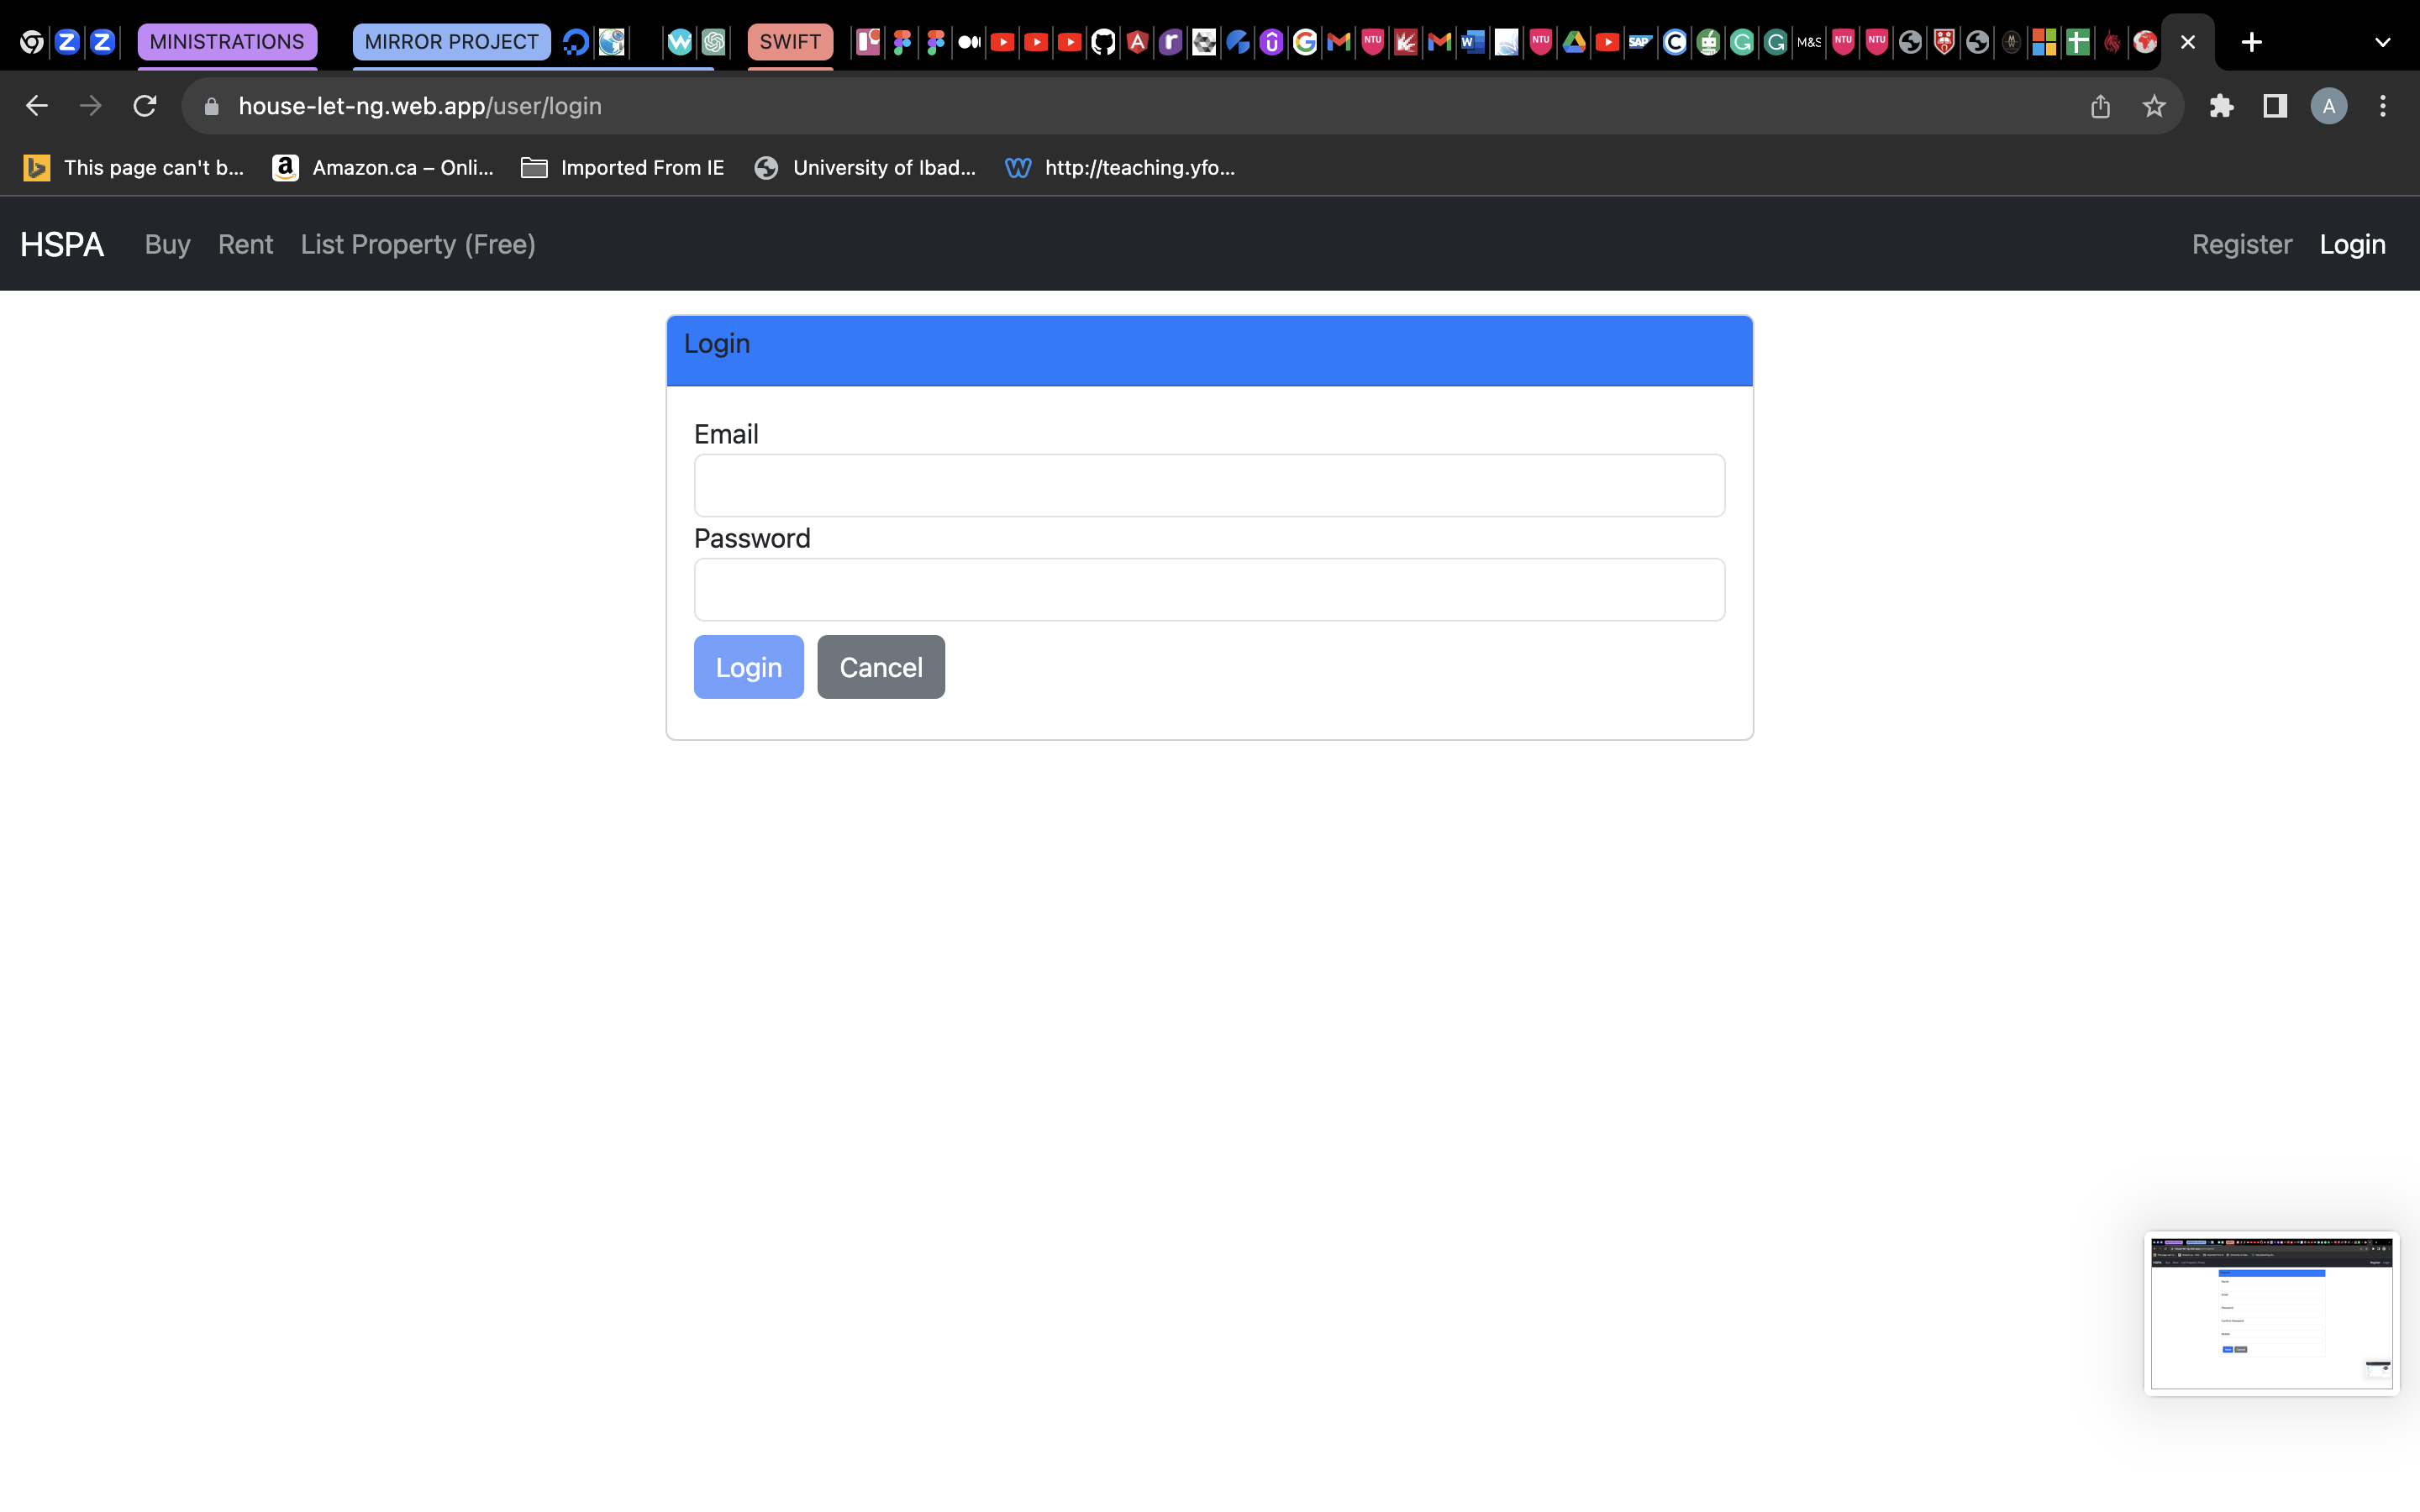 MINISTRATIONS MIRROR PROJECT SWIFT
house-let-ng.web.app/user/login
A
This page can't b... Amazon.ca – Onli... Imported From IE University of Ibad... http://teaching.yfo...
HSPA Buy Rent List Property (Free) Register Login
Login
Email
Password
Login Cancel